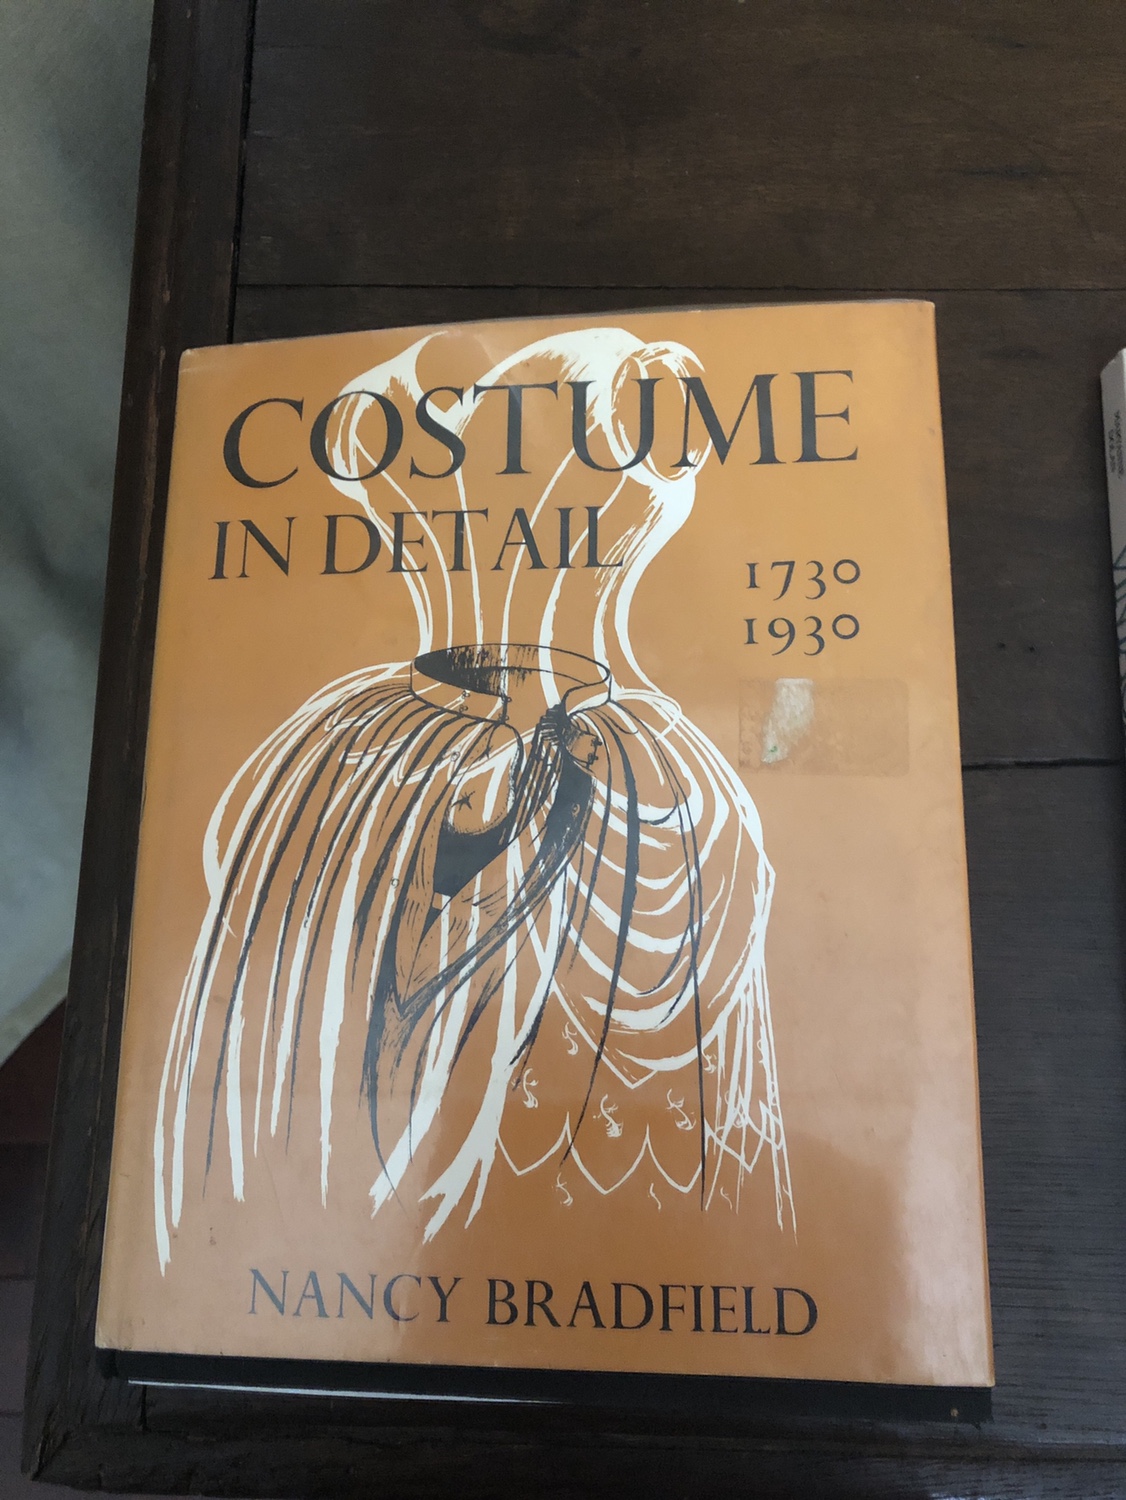 COSTUME
IN DETAIL
1730
1930
NANCY BRADFIELD